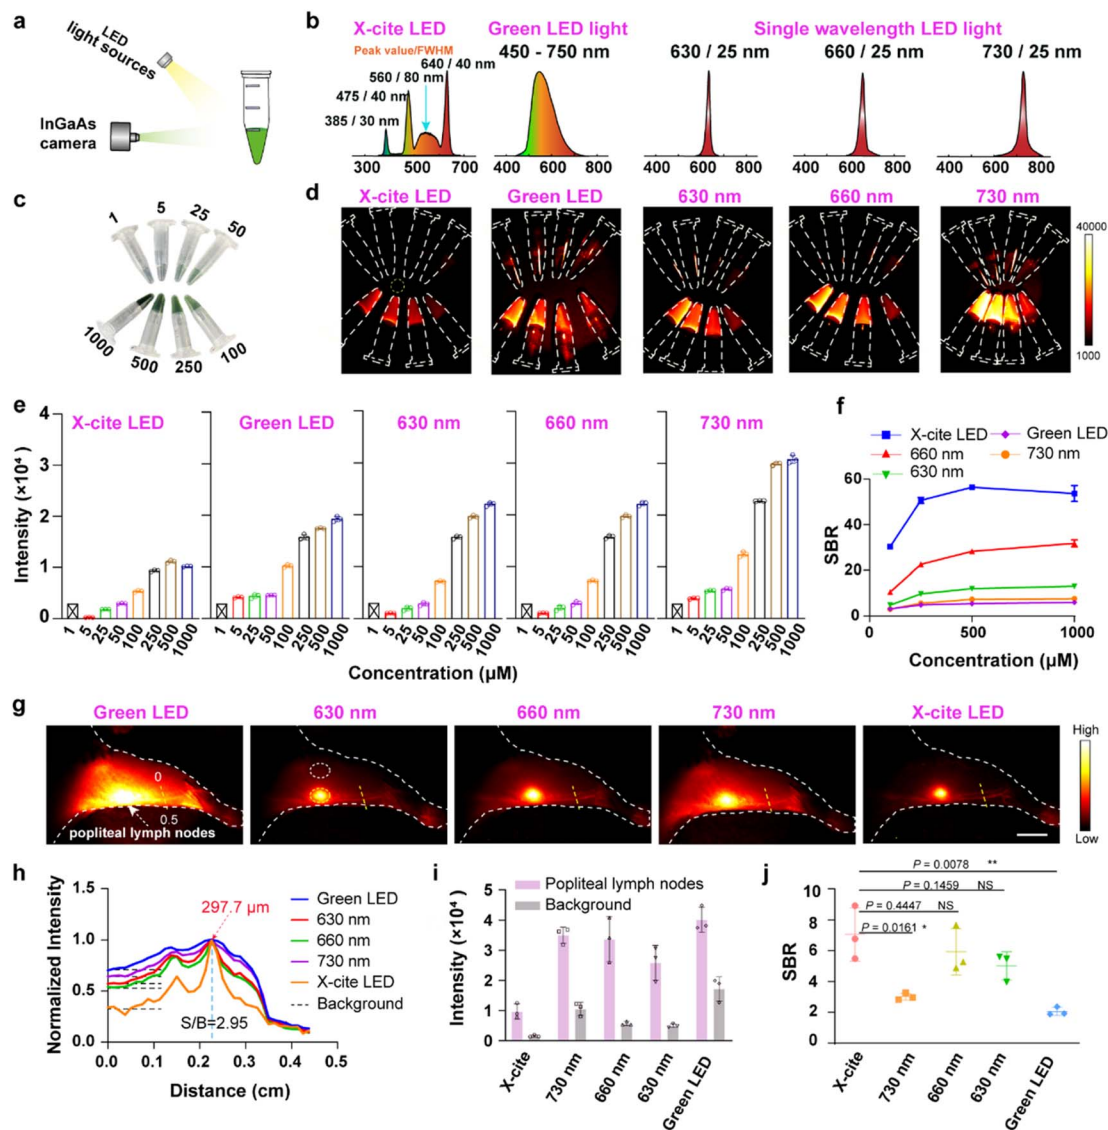 a
LED
light sources
InGaAs
camera
b
X-cite LED
Green LED light
Single wavelength LED light
Peak value/FWHM
450 - 750 nm
630 / 25 nm
660 / 25 nm
730 / 25 nm
640 / 40 nm
560 / 80 nm
475 / 40 nm
385 / 30 nm
300 500 700
400 600 800
400 600 800
400 600 800
400 600 800
c
1 5 25 50
1000 500 250 100
d
X-cite LED
Green LED
630 nm
660 nm
730 nm
40000
1000
e
X-cite LED
Green LED
630 nm
660 nm
730 nm
Intensity (×10⁴)
4
3
2
1
0
1 5 25 50 100 250 500 1000
1 5 25 50 100 250 500 1000
1 5 25 50 100 250 500 1000
1 5 25 50 100 250 500 1000
1 5 25 50 100 250 500 1000
Concentration (μM)
f
X-cite LED
Green LED
660 nm
730 nm
630 nm
SBR
60
40
20
0
0 500 1000
Concentration (μM)
g
Green LED
630 nm
660 nm
730 nm
X-cite LED
0
0.5
popliteal lymph nodes
High
Low
h
Normalized Intensity
1.5
1.0
0.5
0.0
297.7 μm
Green LED
630 nm
660 nm
730 nm
X-cite LED
Background
S/B=2.95
0.0 0.1 0.2 0.3 0.4 0.5
Distance (cm)
i
Popliteal lymph nodes
Background
Intensity (×10⁴)
5
4
3
2
1
0
X-cite
730 nm
660 nm
630 nm
Green LED
j
P = 0.0078 **
P = 0.1459 NS
P = 0.4447 NS
P = 0.0161 *
SBR
10
8
6
4
2
0
X-cite
730 nm
660 nm
630 nm
Green LED